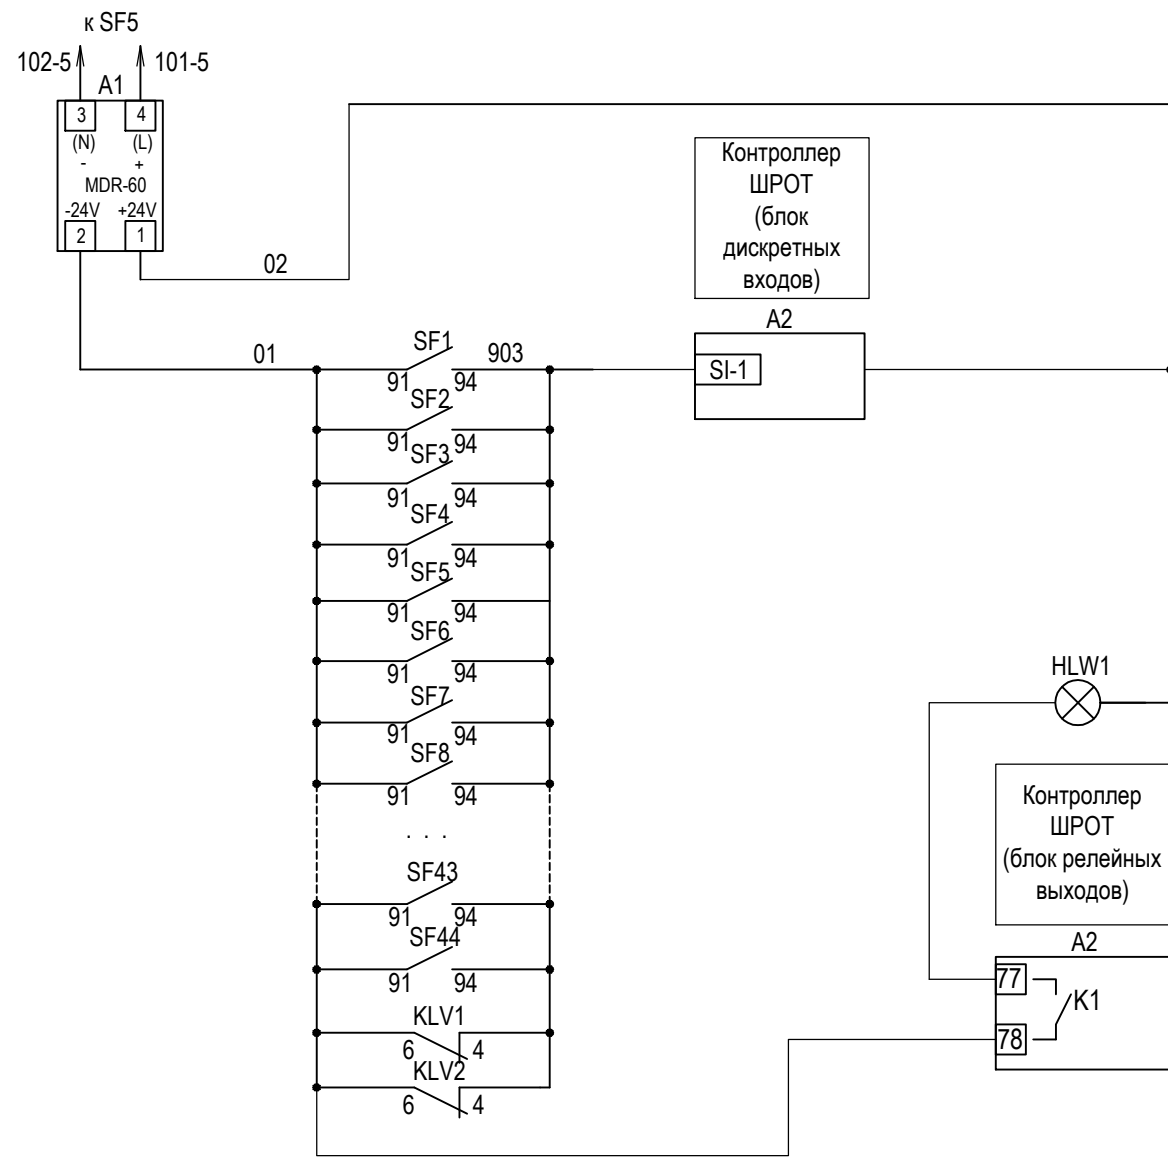 к SF5
102-5
101-5
A1
3
4
(N)
(L)
-
+
MDR-60
-24V
+24V
2
1
02
01
Контроллер
ШРОТ
(блок
дискретных
входов)
A2
SI-1
SF1
903
91
94
SF2
91
94
SF3
91
94
SF4
91
94
SF5
91
94
SF6
91
94
SF7
91
94
SF8
91
94
. . .
SF43
91
94
SF44
91
94
KLV1
6
4
KLV2
6
4
HLW1
Контроллер
ШРОТ
(блок релейных
выходов)
A2
77
K1
78